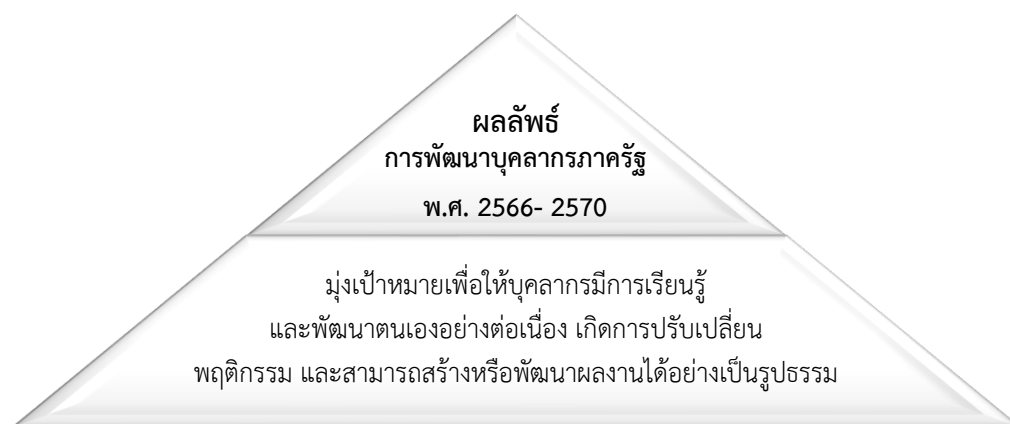 ผลลัพธ์
การพัฒนาบุคลากรภาครัฐ
พ.ศ. 2566- 2570
มุ่งเป้าหมายเพื่อให้บุคลากรมีการเรียนรู้
และพัฒนาตนเองอย่างต่อเนื่อง เกิดการปรับเปลี่ยน
พฤติกรรม และสามารถสร้างหรือพัฒนาผลงานได้อย่างเป็นรูปธรรม